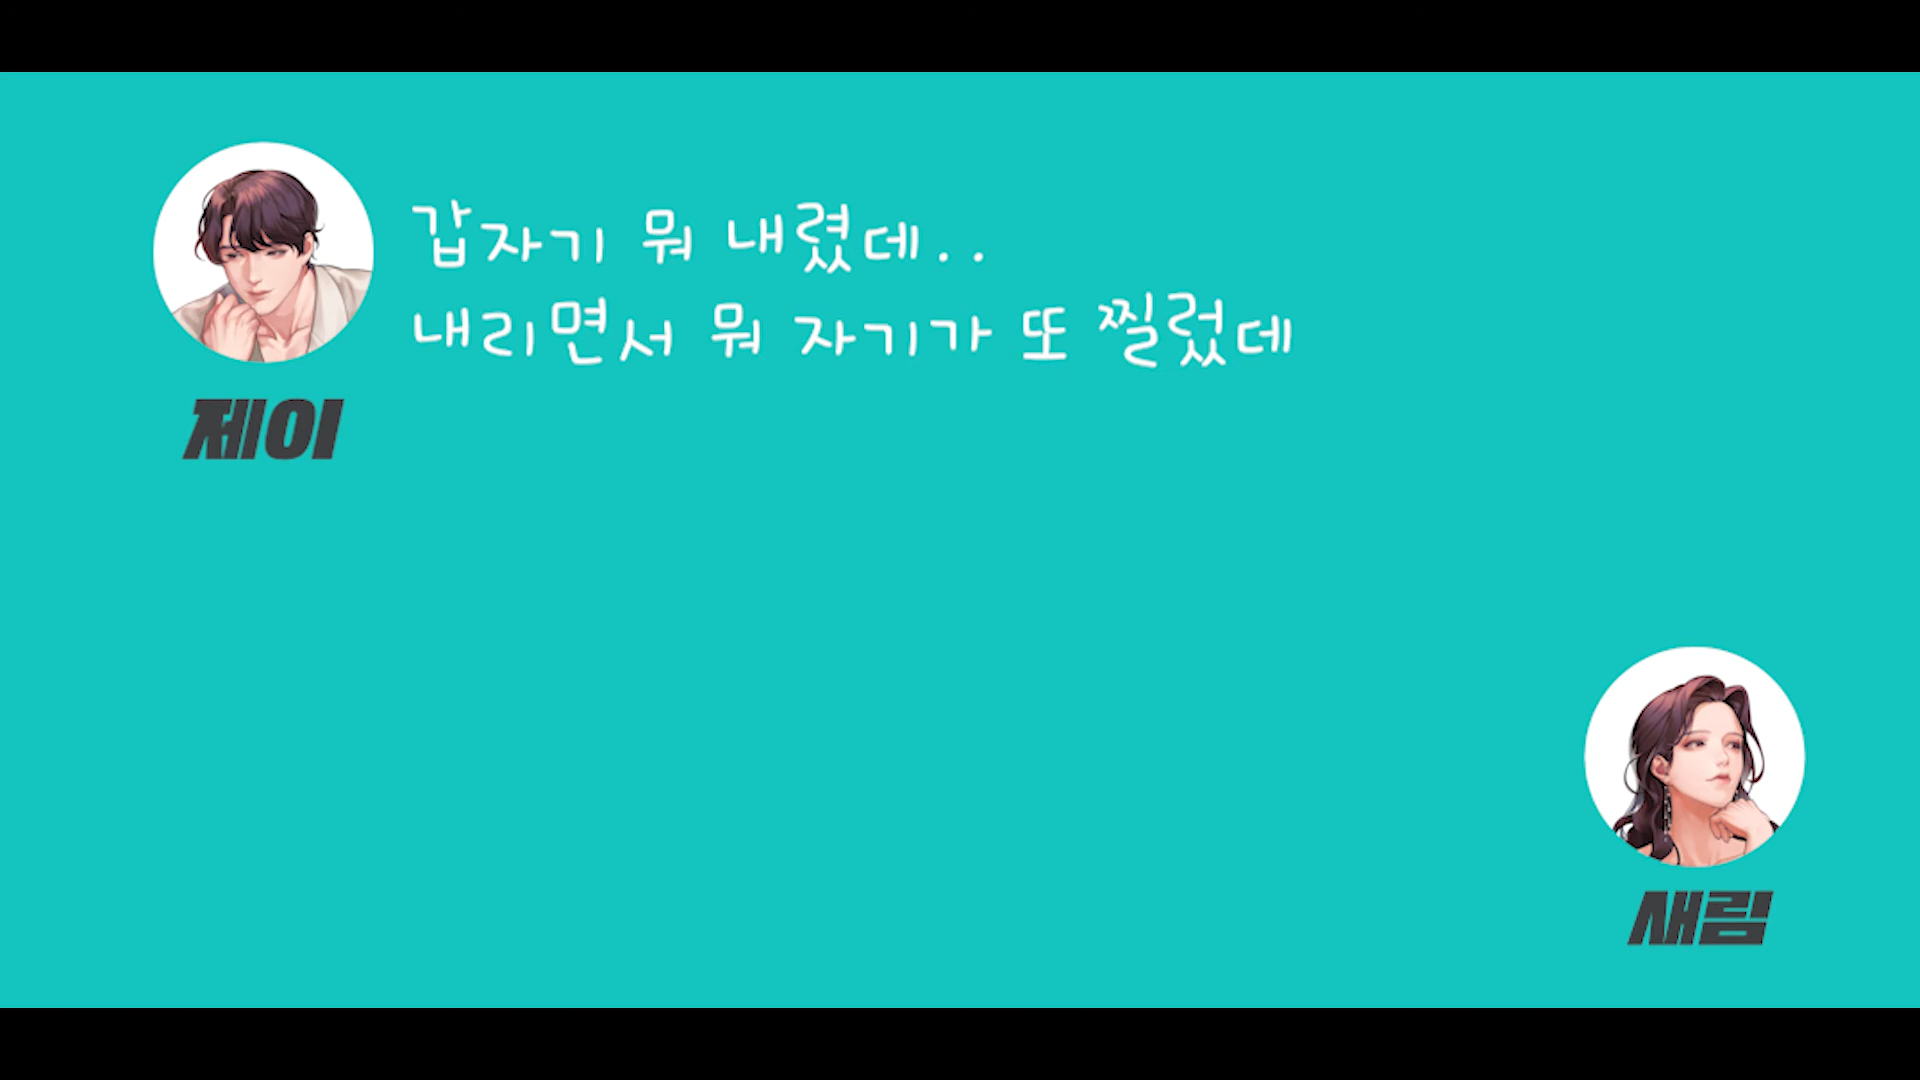 갑자기 뭐 내렸데..
내리면서 뭐 자기가 또 찔렀데
제이
새림